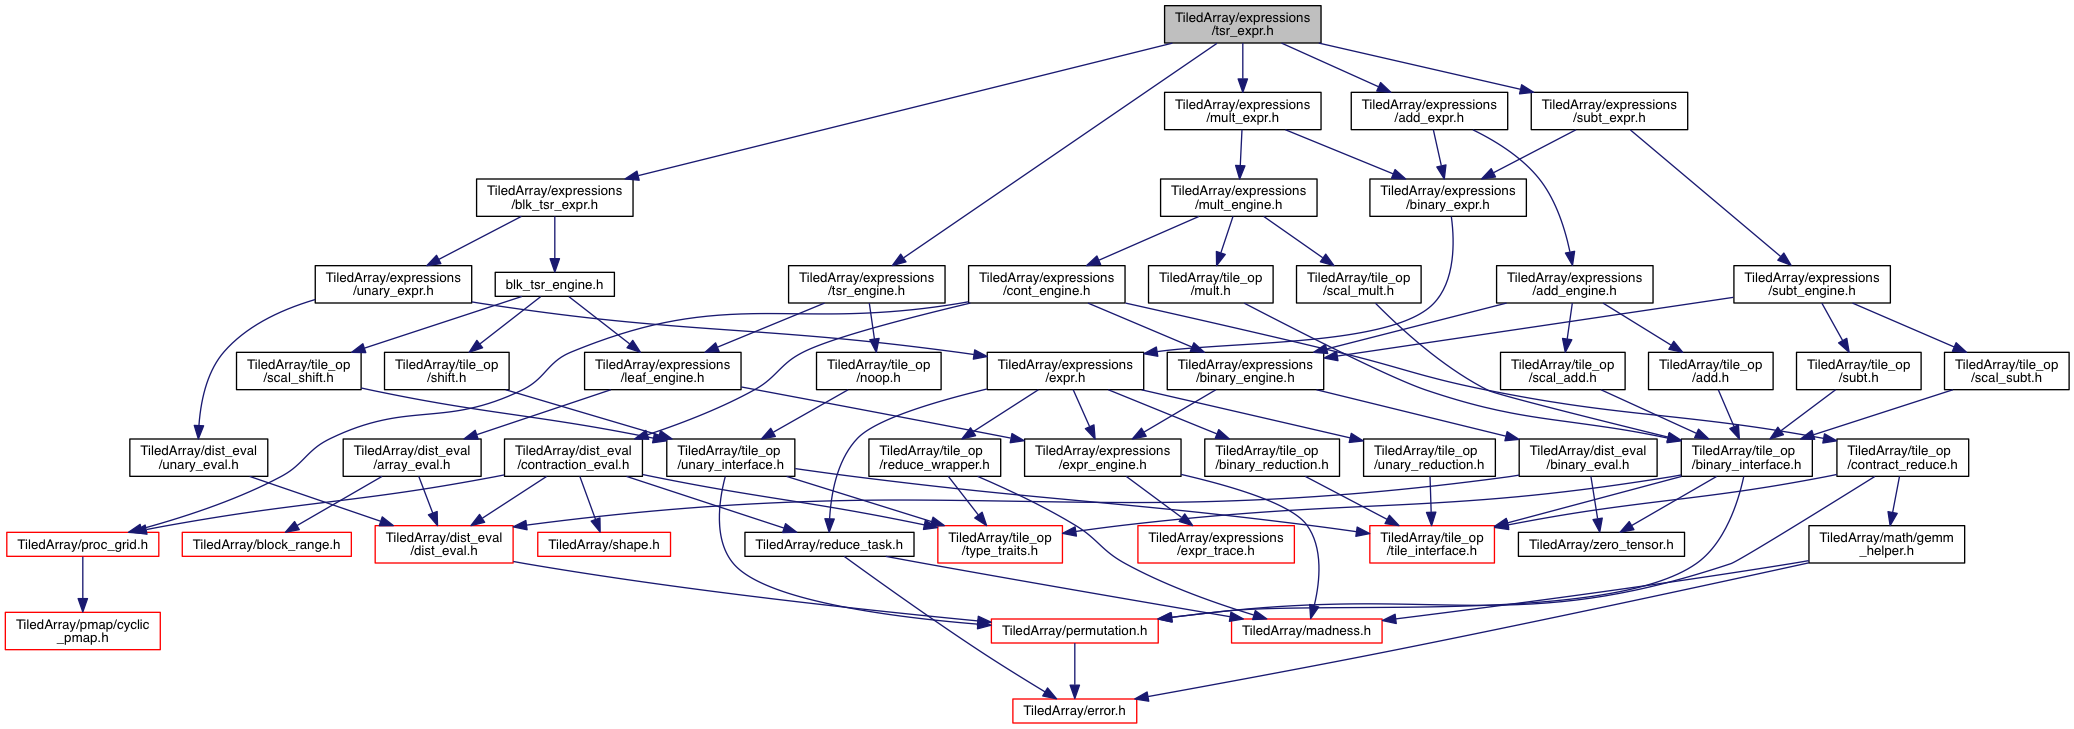 TiledArray/expressions
/tsr_expr.h
TiledArray/expressions
/mult_expr.h
TiledArray/expressions
/add_expr.h
TiledArray/expressions
/subt_expr.h
TiledArray/expressions
/blk_tsr_expr.h
TiledArray/expressions
/mult_engine.h
TiledArray/expressions
/binary_expr.h
TiledArray/expressions
/unary_expr.h
blk_tsr_engine.h
TiledArray/expressions
/tsr_engine.h
TiledArray/expressions
/cont_engine.h
TiledArray/tile_op
/mult.h
TiledArray/tile_op
/scal_mult.h
TiledArray/expressions
/add_engine.h
TiledArray/expressions
/subt_engine.h
TiledArray/tile_op
/scal_shift.h
TiledArray/tile_op
/shift.h
TiledArray/expressions
/leaf_engine.h
TiledArray/tile_op
/noop.h
TiledArray/expressions
/expr.h
TiledArray/expressions
/binary_engine.h
TiledArray/tile_op
/scal_add.h
TiledArray/tile_op
/add.h
TiledArray/tile_op
/subt.h
TiledArray/tile_op
/scal_subt.h
TiledArray/dist_eval
/unary_eval.h
TiledArray/dist_eval
/array_eval.h
TiledArray/dist_eval
/contraction_eval.h
TiledArray/tile_op
/unary_interface.h
TiledArray/tile_op
/reduce_wrapper.h
TiledArray/expressions
/expr_engine.h
TiledArray/tile_op
/binary_reduction.h
TiledArray/tile_op
/unary_reduction.h
TiledArray/dist_eval
/binary_eval.h
TiledArray/tile_op
/binary_interface.h
TiledArray/tile_op
/contract_reduce.h
TiledArray/proc_grid.h
TiledArray/block_range.h
TiledArray/dist_eval
/dist_eval.h
TiledArray/shape.h
TiledArray/reduce_task.h
TiledArray/tile_op
/type_traits.h
TiledArray/expressions
/expr_trace.h
TiledArray/tile_op
/tile_interface.h
TiledArray/zero_tensor.h
TiledArray/math/gemm
_helper.h
TiledArray/pmap/cyclic
_pmap.h
TiledArray/permutation.h
TiledArray/madness.h
TiledArray/error.h